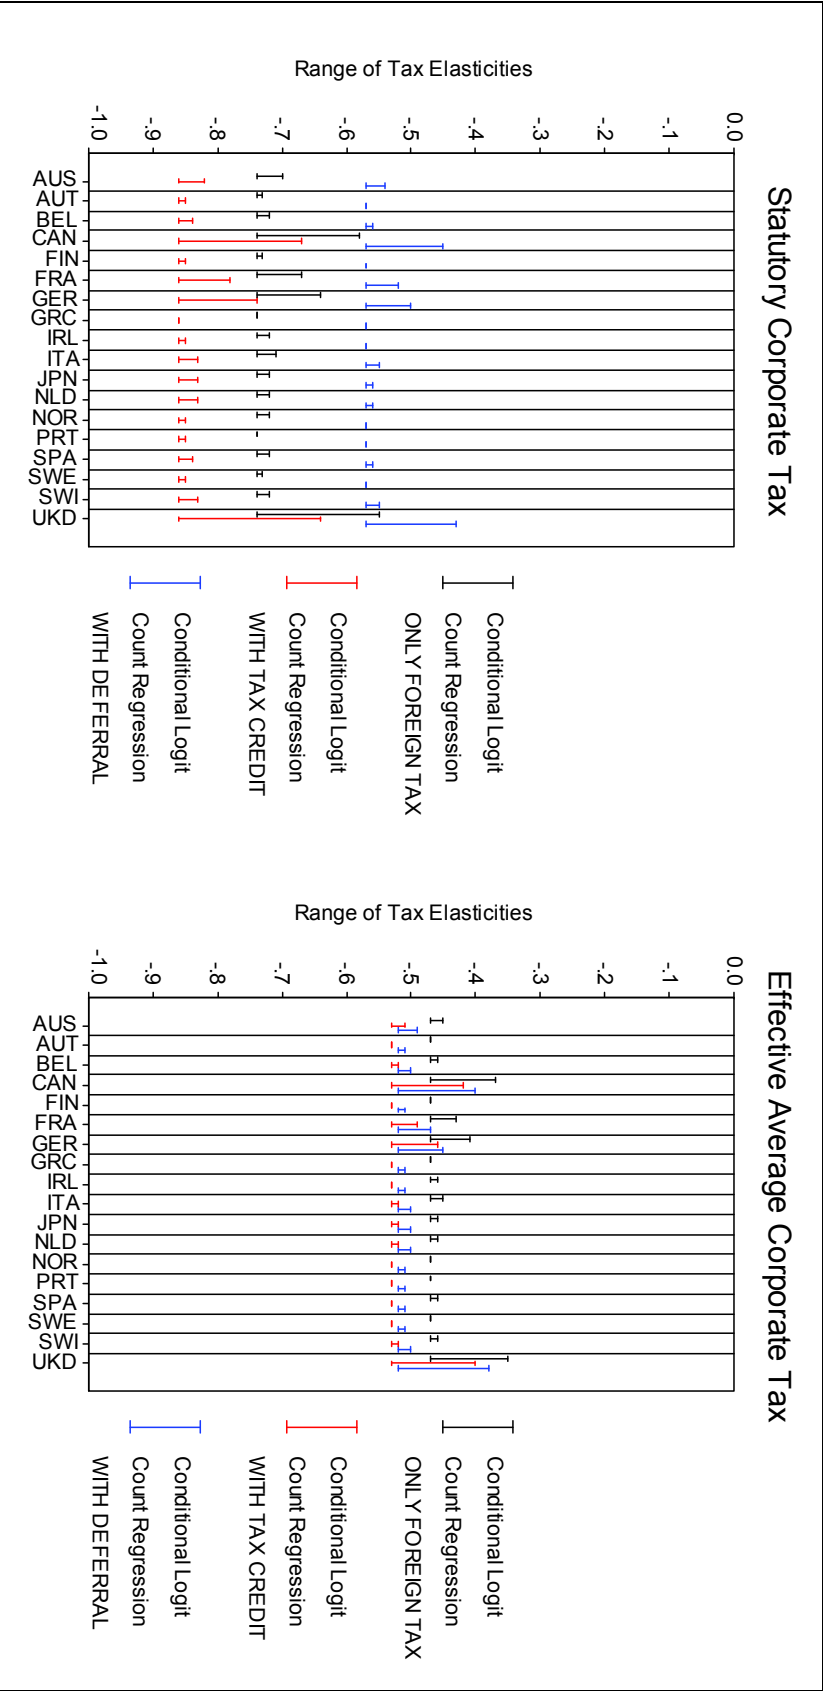 Statutory Corporate Tax
Range of Tax Elasticities
0.0
-.1
-.2
-.3
-.4
-.5
-.6
-.7
-.8
-.9
-1.0
AUS
AUT
BEL
CAN
FIN
FRA
GER
GRC
IRL
ITA
JPN
NLD
NOR
PRT
SPA
SWE
SWI
UKD
Conditional Logit
Count Regression
ONLY FOREIGN TAX
Conditional Logit
Count Regression
WITH TAX CREDIT
Conditional Logit
Count Regression
WITH DEFERRAL
Effective Average Corporate Tax
Range of Tax Elasticities
0.0
-.1
-.2
-.3
-.4
-.5
-.6
-.7
-.8
-.9
-1.0
AUS
AUT
BEL
CAN
FIN
FRA
GER
GRC
IRL
ITA
JPN
NLD
NOR
PRT
SPA
SWE
SWI
UKD
Conditional Logit
Count Regression
ONLY FOREIGN TAX
Conditional Logit
Count Regression
WITH TAX CREDIT
Conditional Logit
Count Regression
WITH DEFERRAL